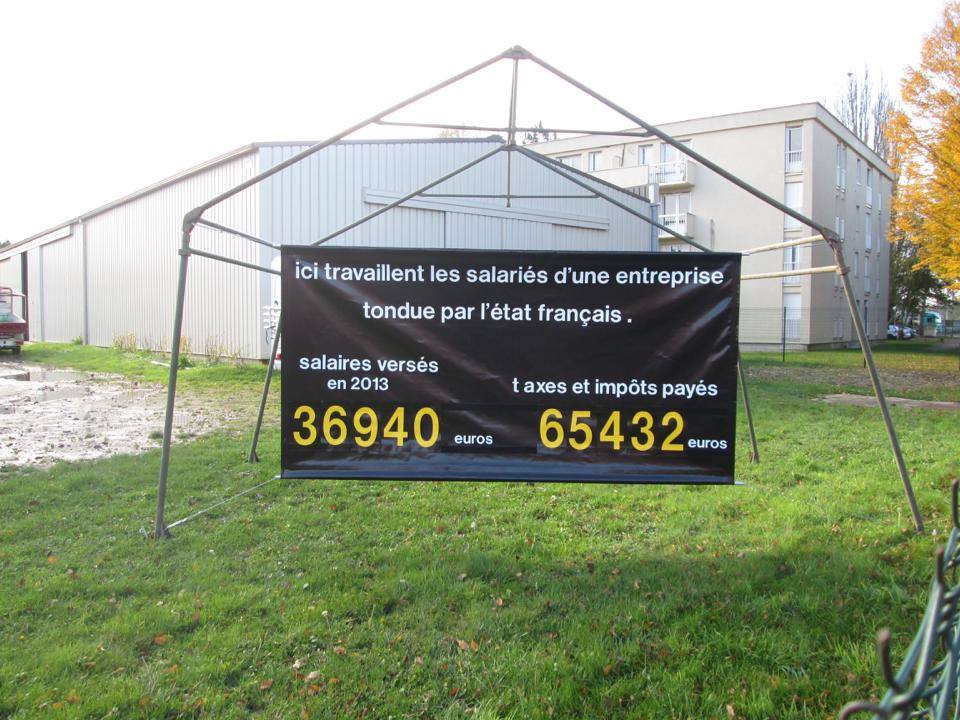 ici travaillent les salariés d'une entreprise
tondue par l'état français .
salaires versés
en 2013
36940 euros
t axes et impôts payés
65432 euros